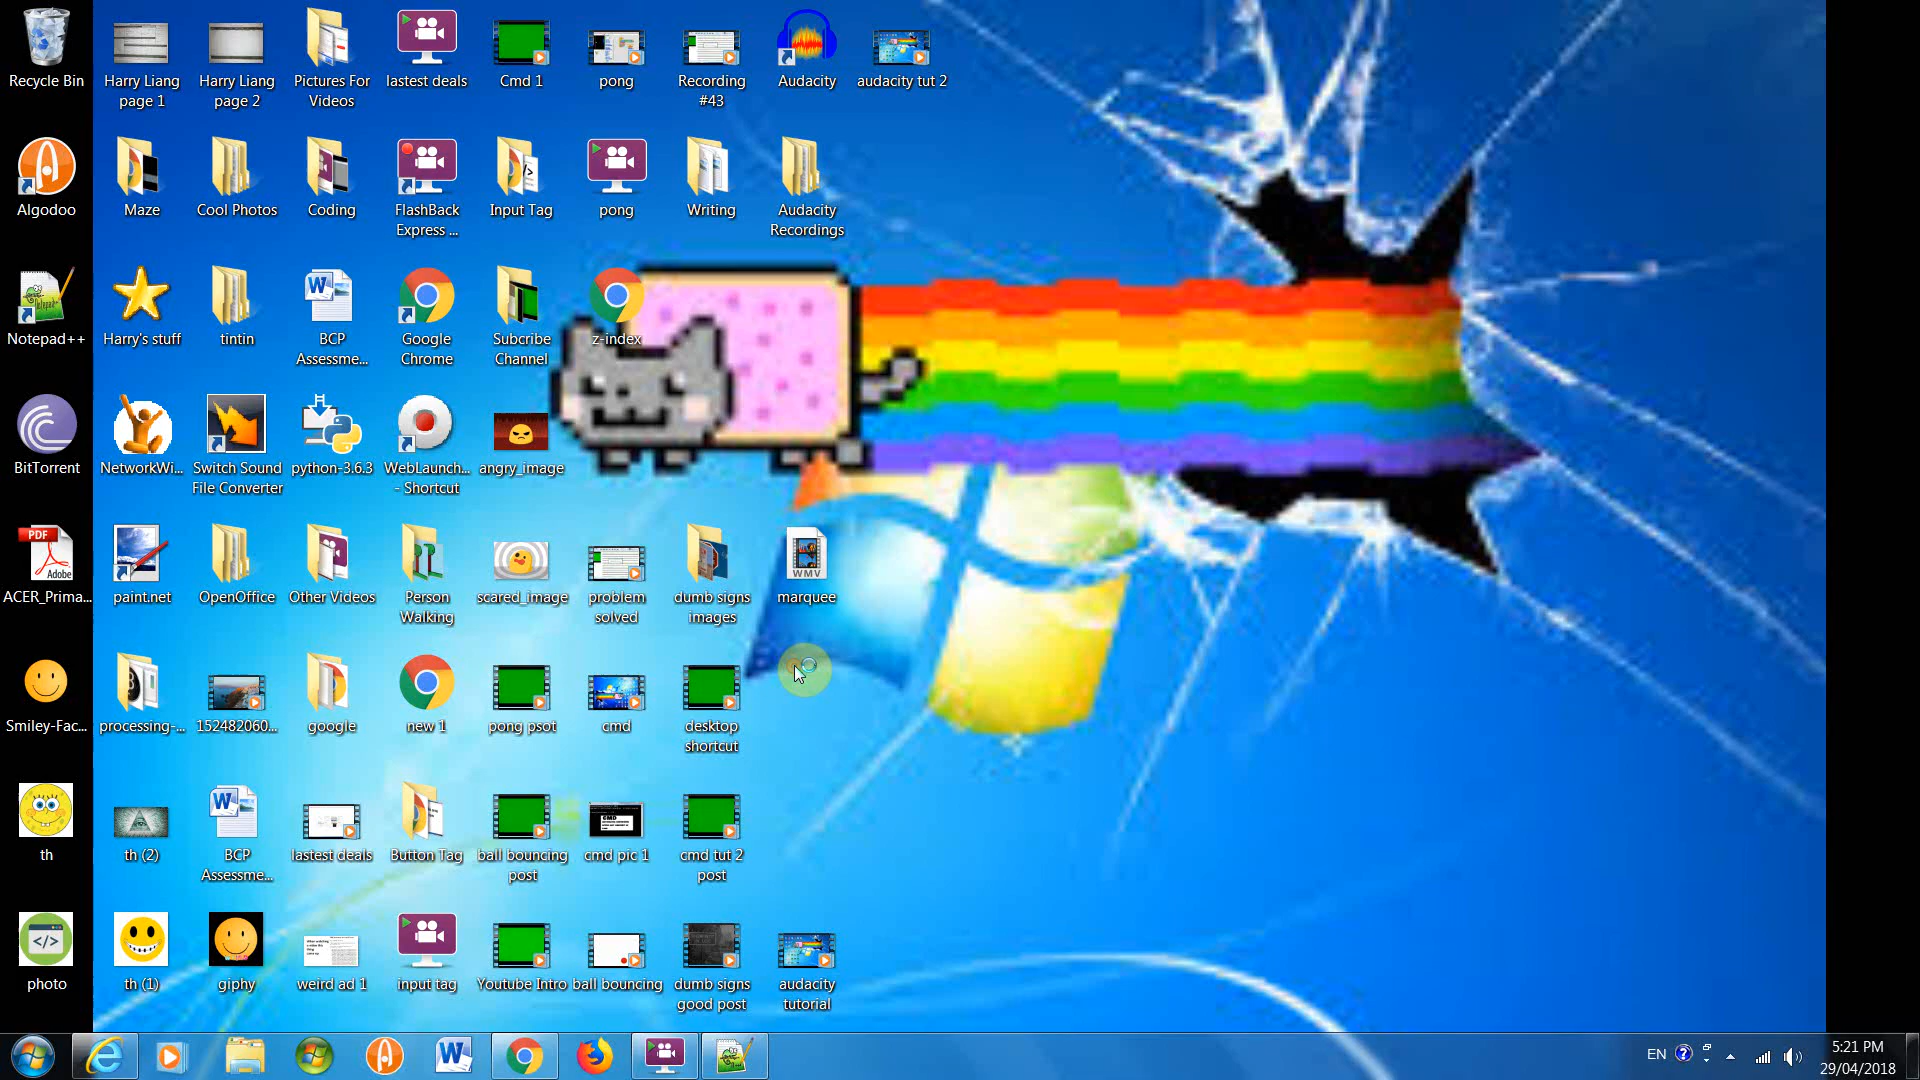 Recycle Bin
Harry Liang
page 1
Harry Liang
page 2
Pictures For
Videos
lastest deals
Cmd 1
pong
Recording
#43
Audacity
audacity tut 2
Algodoo
Maze
Cool Photos
Coding
FlashBack
Express ...
Input Tag
pong
Writing
Audacity
Recordings
Notepad++
Harry's stuff
tintin
BCP
Assessme...
Google
Chrome
Subcribe
Channel
z-index
BitTorrent
NetworkWi...
Switch Sound
File Converter
python-3.6.3
WebLaunch...
- Shortcut
angry_image
PDF
Adobe
ACER_Prima...
paint.net
OpenOffice
Other Videos
Person
Walking
scared_image
problem
solved
dumb signs
images
WMV
marquee
Smiley-Fac...
processing-...
152482060...
google
new 1
pong psot
cmd
desktop
shortcut
th
th (2)
BCP
Assessme...
lastest deals
Button Tag
ball bouncing
post
CMD
cmd pic 1
cmd tut 2
post
photo
th (1)
giphy
weird ad 1
input tag
Youtube Intro
ball bouncing
dumb signs
good post
audacity
tutorial
EN
5:21 PM
29/04/2018